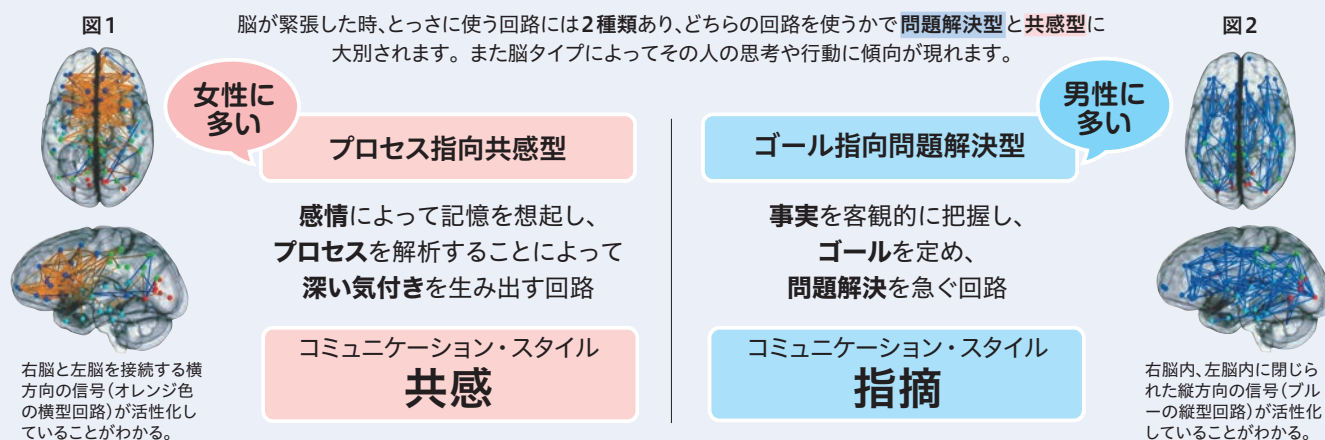 図1
脳が緊張した時、とっさに使う回路には2種類あり、どちらの回路を使うかで問題解決型と共感型に
大別されます。また脳タイプによってその人の思考や行動に傾向が現れます。
図2
女性に
多い
プロセス指向共感型
感情によって記憶を想起し、
プロセスを解析することによって
深い気付きを生み出す回路
コミュニケーション・スタイル
共感
右脳と左脳を接続する横
方向の信号(オレンジ色
の横型回路)が活性化し
ていることがわかる。
男性に
多い
ゴール指向問題解決型
事実を客観的に把握し、
ゴールを定め、
問題解決を急ぐ回路
コミュニケーション・スタイル
指摘
右脳内、左脳内に閉じら
れた縦方向の信号(ブル
ーの縦型回路)が活性化
していることがわかる。